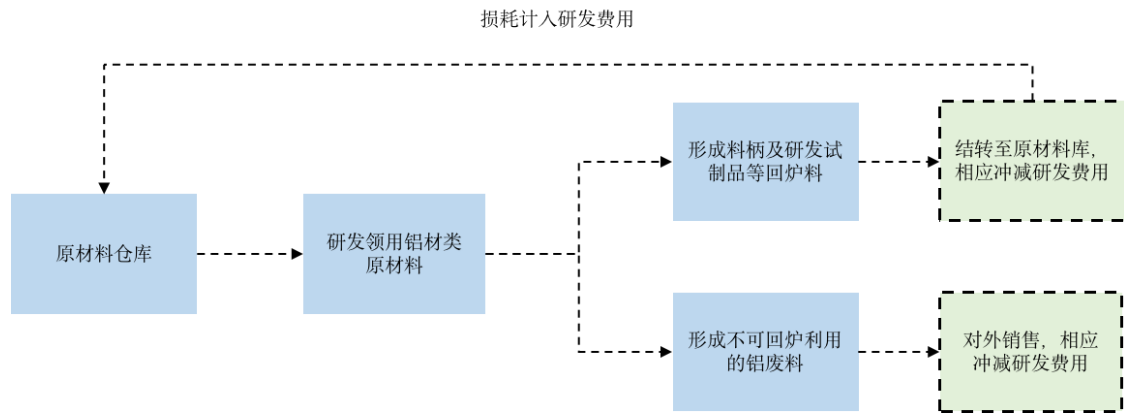 损耗计入研发费用
原材料仓库
研发领用铝材类
原材料
形成料柄及研发试
制品等回炉料
结转至原材料库，
相应冲减研发费用
形成不可回炉利用
的铝废料
对外销售，相应
冲减研发费用